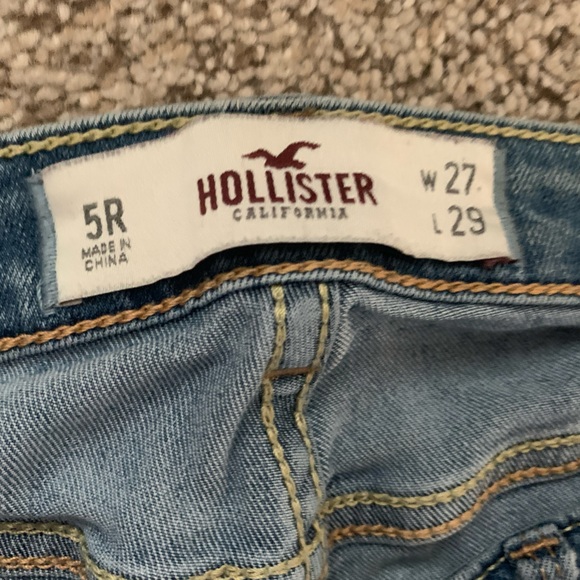 5R
MADE IN
CHINA
HOLLISTER
CALIFORNIA
W 27
L 29